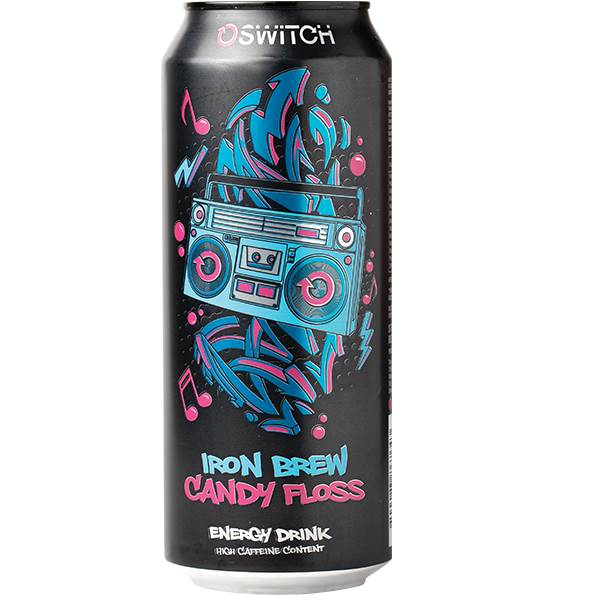 SWITCH
IRON BREW
CANDY FLOSS
ENERGY DRINK
HIGH CAFFEINE CONTENT